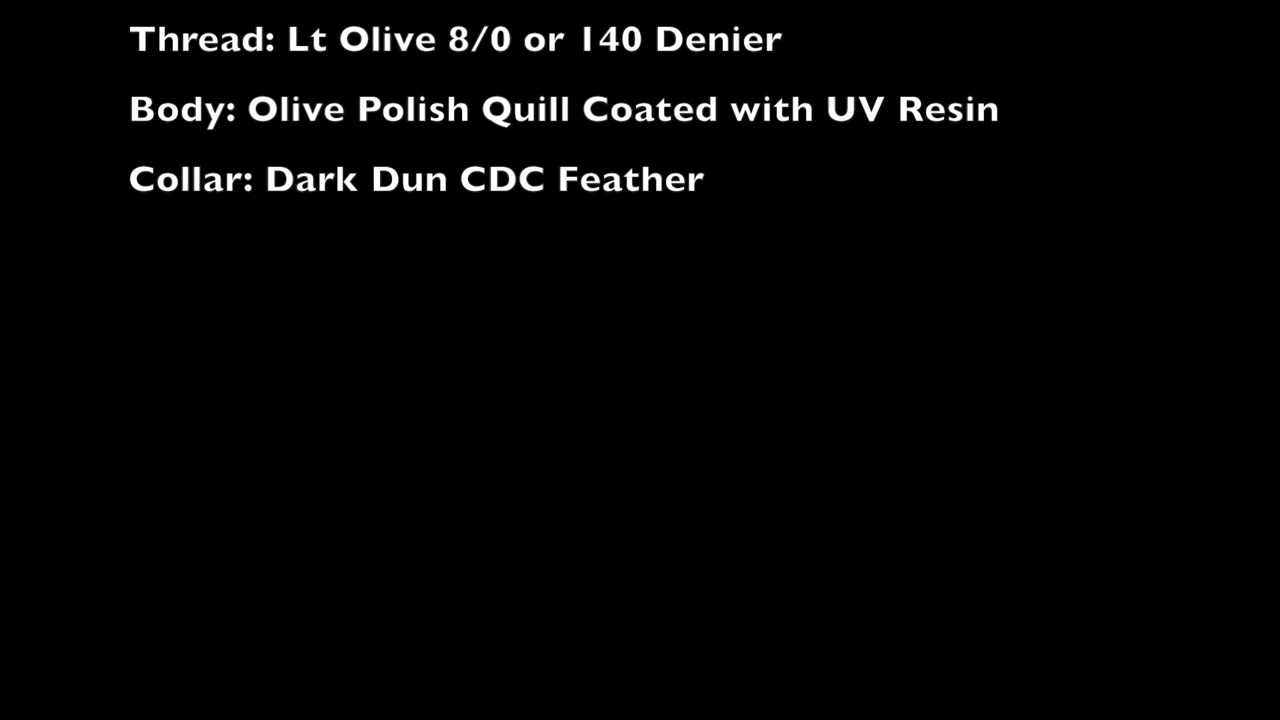 Thread: Lt Olive 8/0 or 140 Denier
Body: Olive Polish Quill Coated with UV Resin
Collar: Dark Dun CDC Feather